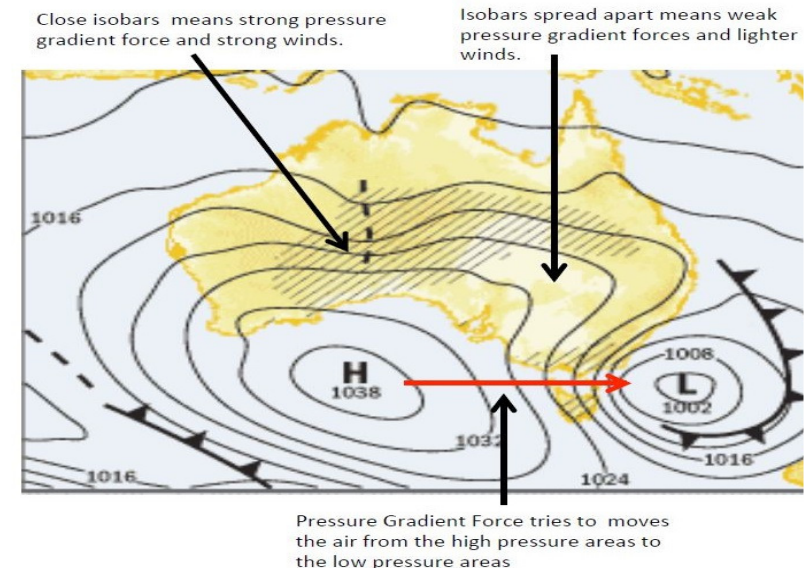 Close isobars means strong pressure
gradient force and strong winds.
Isobars spread apart means weak
pressure gradient forces and lighter
winds.
1016
1008
H
1038
L
1002
1032
1016
1024
1016
Pressure Gradient Force tries to moves
the air from the high pressure areas to
the low pressure areas